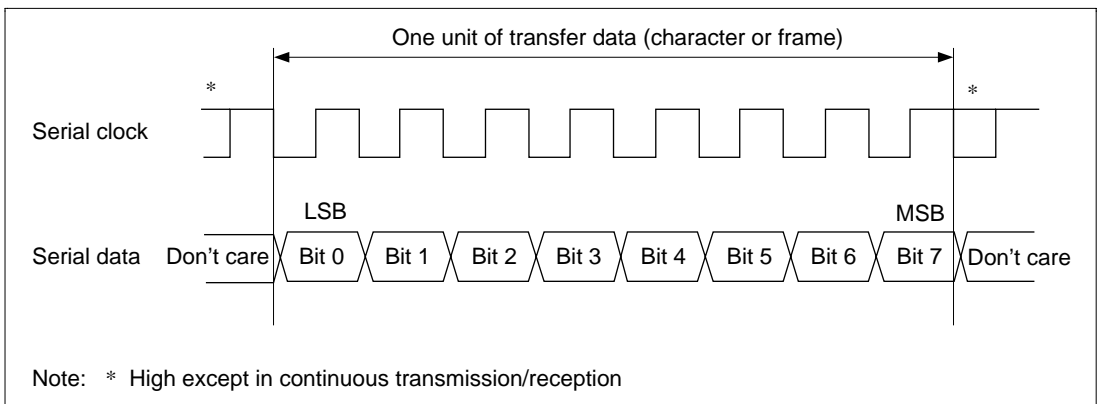 One unit of transfer data (character or frame)
* *
Serial clock
LSB MSB
Serial data Don't care Bit 0 Bit 1 Bit 2 Bit 3 Bit 4 Bit 5 Bit 6 Bit 7 Don't care
Note: * High except in continuous transmission/reception